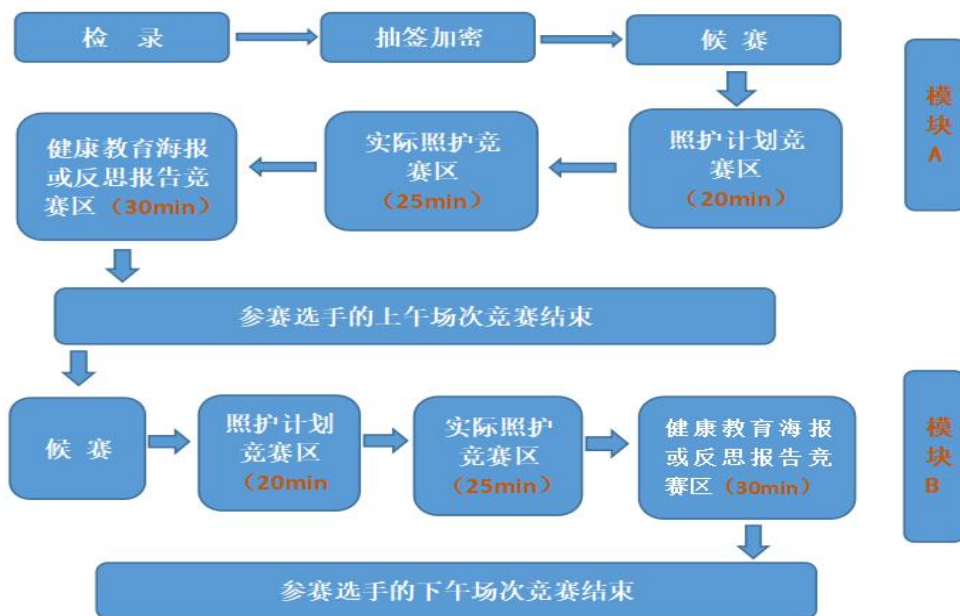 检 录
抽签加密
候 赛
模
块
A
健康教育海报
或反思报告竞
赛区（30min）
实际照护竞
赛区
（25min）
照护计划竞
赛区
（20min）
参赛选手的上午场次竞赛结束
候 赛
照护计划
竞赛区
（20min
实际照护
竞赛区
（25min）
健康教育海报
或反思报告竞
赛区（30min）
模
块
B
参赛选手的下午场次竞赛结束